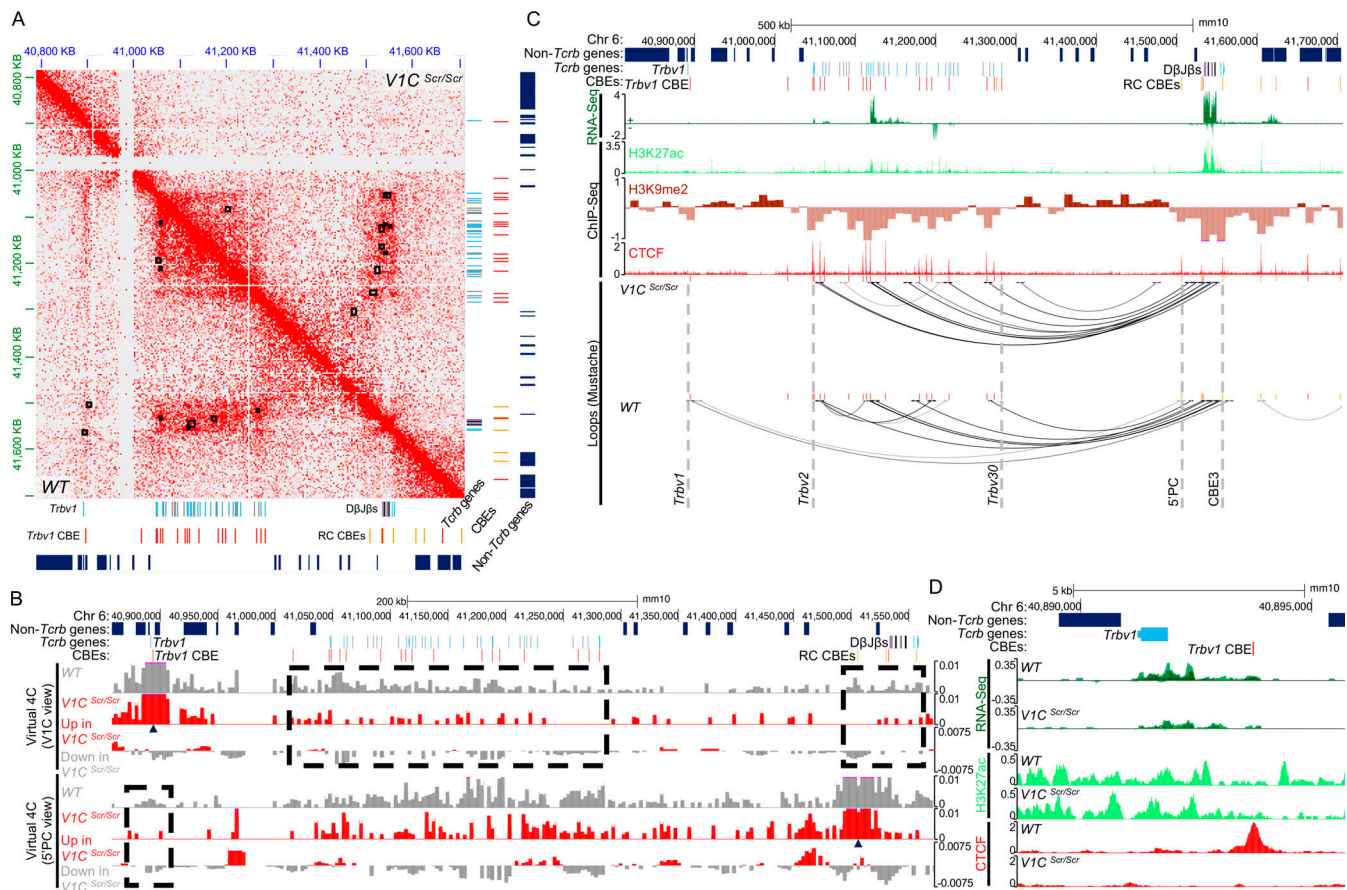 A
40,800 KB
41,000 KB
41,200 KB
41,400 KB
41,600 KB
V1C Scr/Scr
40,800 KB
41,000 KB
41,200 KB
41,400 KB
41,600 KB
WT
Trbv1
DβJβs
Trbv1 CBE
RC CBEs
Tcrb genes
CBEs
Non-Tcrb genes
B
200 kb
mm10
Chr 6:
40,900,000
40,950,000
41,000,000
41,050,000
41,100,000
41,150,000
41,200,000
41,250,000
41,300,000
41,350,000
41,400,000
41,450,000
41,500,000
41,550,000
Non-Tcrb genes:
Tcrb genes:
Trbv1
DβJβs
CBEs:
Trbv1 CBE
RC CBEs
Virtual 4C
(V1C view)
WT
0.01
0
V1C Scr/Scr
0.01
0
Up in
V1C Scr/Scr
0.0075
Down in
V1C Scr/Scr
-0.0075
Virtual 4C
(5'PC view)
WT
0.01
0
V1C Scr/Scr
0.01
0
Up in
V1C Scr/Scr
0.0075
Down in
V1C Scr/Scr
-0.0075
C
500 kb
mm10
Chr 6:
40,900,000
41,000,000
41,100,000
41,200,000
41,300,000
41,400,000
41,500,000
41,600,000
41,700,000
Non-Tcrb genes:
Tcrb genes:
Trbv1
DβJβs
CBEs:
Trbv1 CBE
RC CBEs
RNA-Seq
4
+
-
-2
ChIP-Seq
3.5
H3K27ac
0
1
H3K9me2
-1
2
CTCF
0
Loops (Mustache)
V1C Scr/Scr
WT
Trbv1
Trbv2
Trbv30
5'PC
CBE3
D
5 kb
mm10
Chr 6:
40,890,000
40,895,000
Non-Tcrb genes:
Tcrb genes:
Trbv1
CBEs:
Trbv1 CBE
RNA-Seq
0.35
WT
-0.35
0.35
V1C Scr/Scr
-0.35
H3K27ac
0.5
WT
0
0.5
V1C Scr/Scr
0
CTCF
2
WT
0
2
V1C Scr/Scr
0